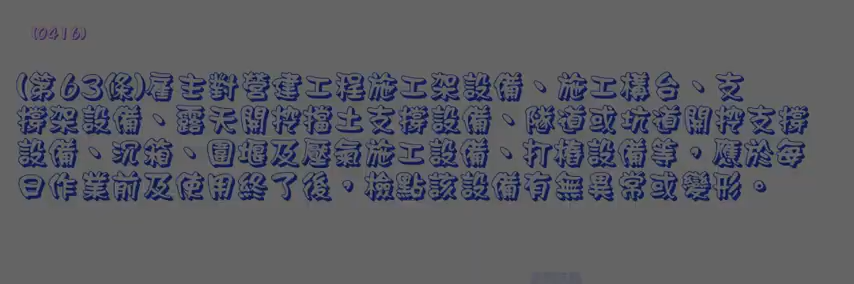 (0416)
(第63條)雇主對營建工程施工架設備、施工構台、支
撐架設備、露天開挖擋土支撐設備、隧道或坑道開挖支撐
設備、沉箱、圍堰及壓氣施工設備、打樁設備等，應於每
日作業前及使用終了後，檢點該設備有無異常或變形。